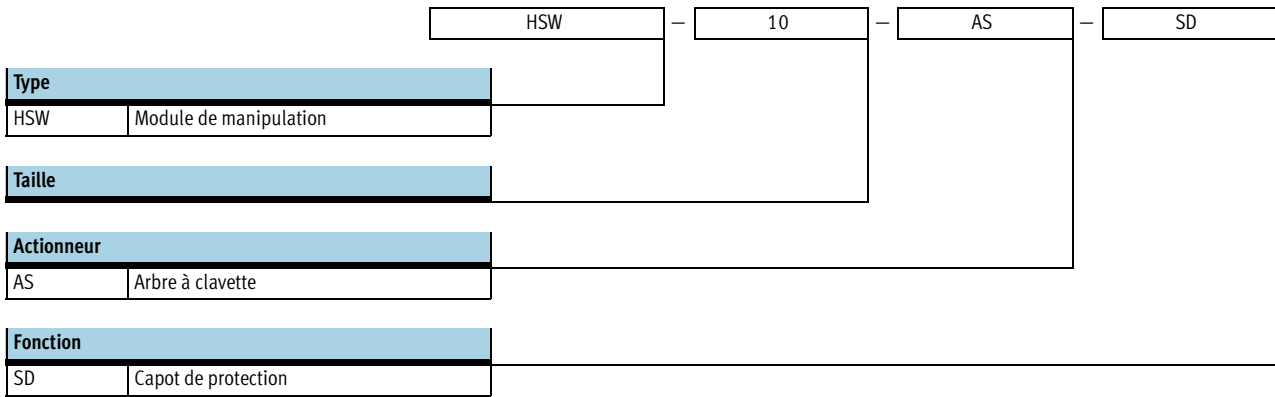 HSW – 10 – AS – SD
Type
HSW Module de manipulation
Taille
Actionneur
AS Arbre à clavette
Fonction
SD Capot de protection